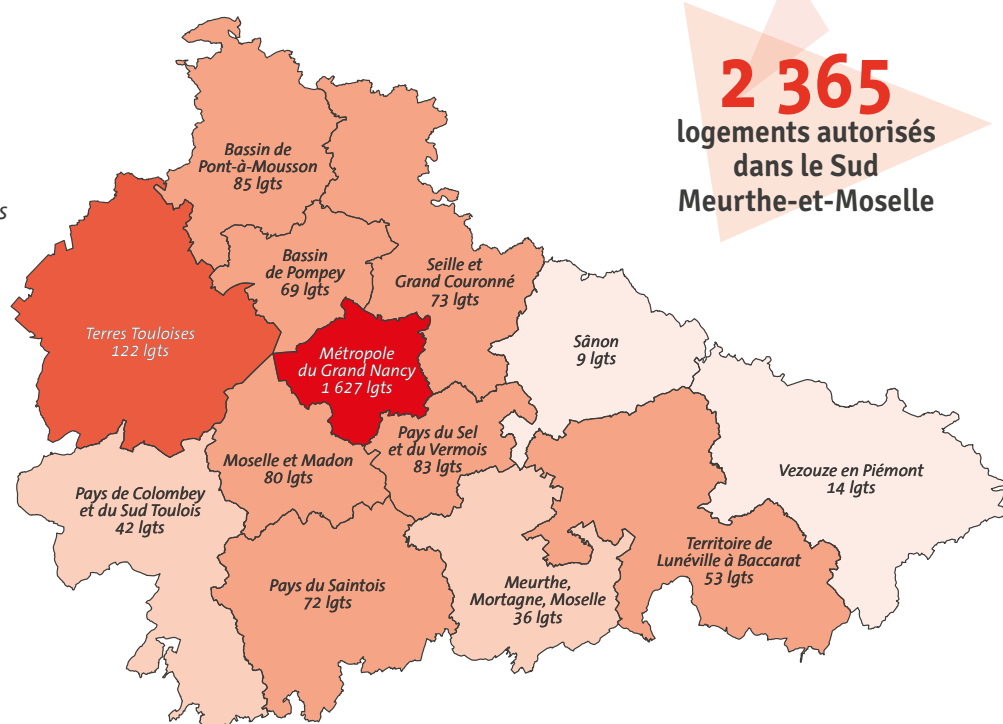 2 365
logements autorisés
dans le Sud
Meurthe-et-Moselle
s
Bassin de
Pont-à-Mousson
85 lgts
Bassin
de Pompey
69 lgts
Seille et
Grand Couronné
73 lgts
Terres Touloises
122 lgts
Métropole
du Grand Nancy
1 627 lgts
Sânon
9 lgts
Moselle et Madon
80 lgts
Pays du Sel
et du Vermois
83 lgts
Vezouze en Piémont
14 lgts
Pays de Colombey
et du Sud Toulois
42 lgts
Territoire de
Lunéville à Baccarat
53 lgts
Pays du Saintois
72 lgts
Meurthe,
Mortagne, Moselle
36 lgts